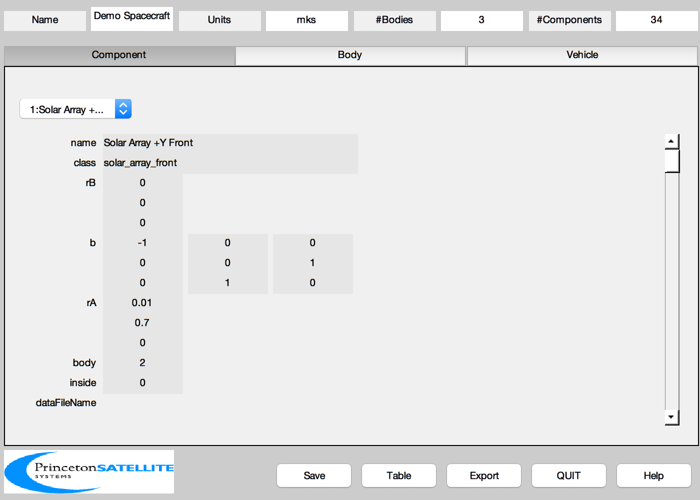 Name Demo Spacecraft Units mks #Bodies 3 #Components 34
Component Body Vehicle
1:Solar Array +...
name Solar Array +Y Front
class solar_array_front
rB 0
0
0
b -1 0 0
0 0 1
0 1 0
rA 0.01
0.7
0
body 2
inside 0
dataFileName
PrincetonSATELLITE
SYSTEMS
Save Table Export QUIT Help